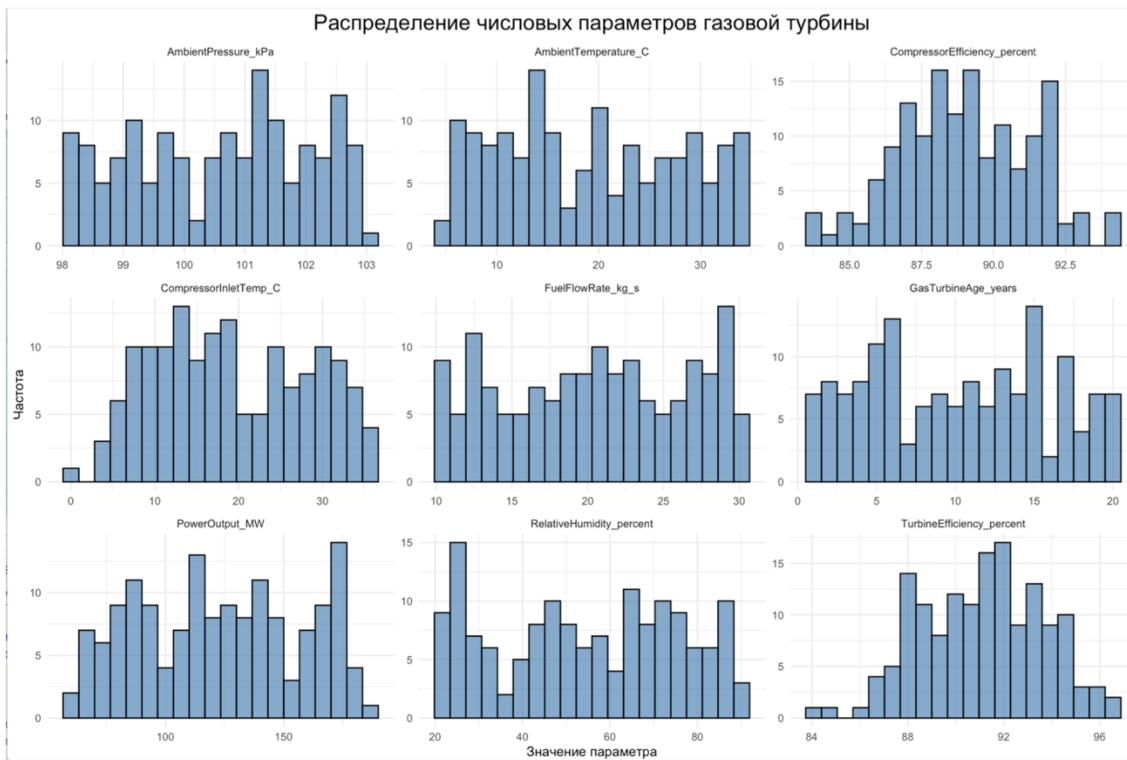 Распределение числовых параметров газовой турбины
AmbientPressure_kPa
10
5
0
98 99 100 101 102 103
AmbientTemperature_C
10
5
0
10 20 30
CompressorEfficiency_percent
15
10
5
0
85.0 87.5 90.0 92.5
Частота
CompressorInletTemp_C
10
5
0
0 10 20 30
FuelFlowRate_kg_s
10
5
0
10 15 20 25 30
GasTurbineAge_years
10
5
0
0 5 10 15 20
PowerOutput_MW
10
5
0
100 150
RelativeHumidity_percent
15
10
5
0
20 40 60 80
TurbineEfficiency_percent
15
10
5
0
84 88 92 96
Значение параметра